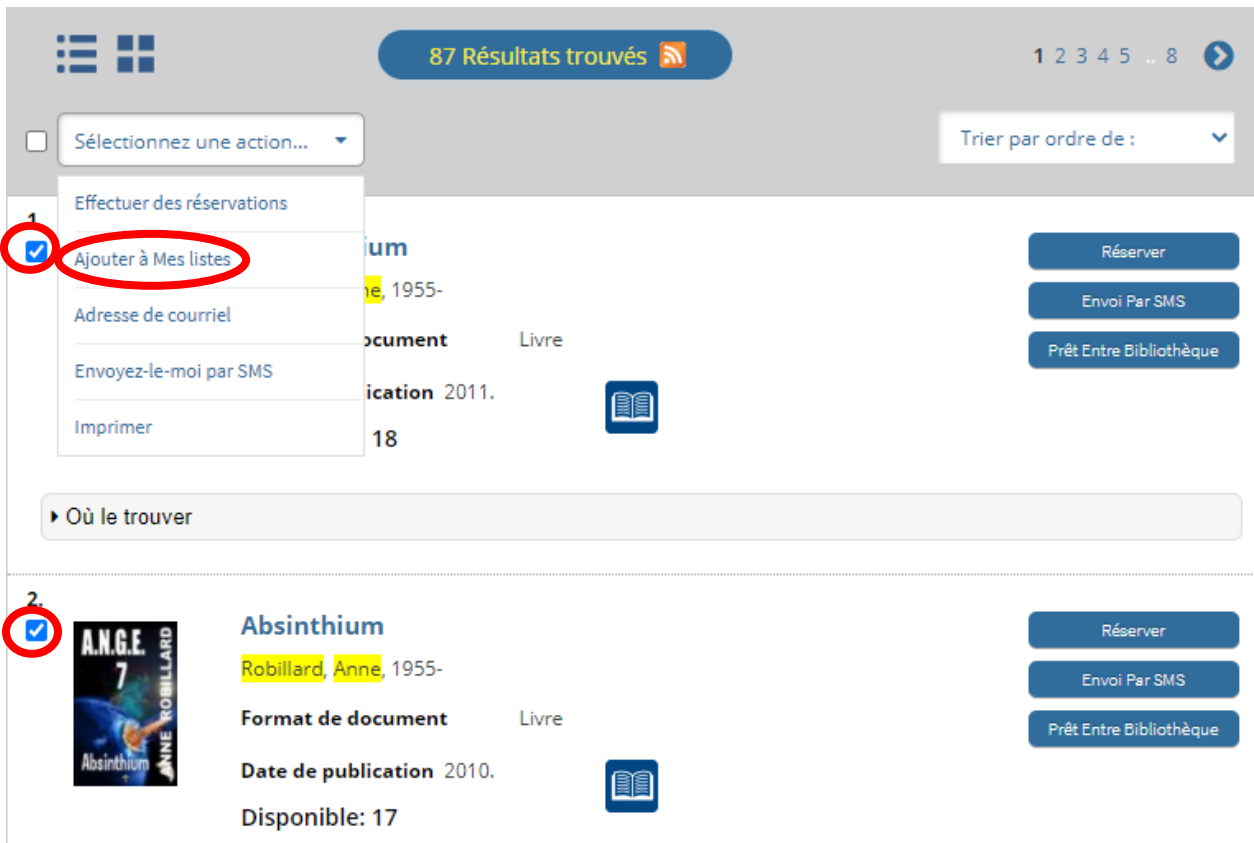 87 Résultats trouvés
1 2 3 4 5 .. 8
Sélectionnez une action...
Trier par ordre de :
Effectuer des réservations
Ajouter à Mes listes
Adresse de courriel
Envoyez-le-moi par SMS
Imprimer
1.
ium
ne, 1955-
ocument Livre
ication 2011.
18
Réserver
Envoi Par SMS
Prêt Entre Bibliothèque
Où le trouver
2.
A.N.G.E.
7
ANNE ROBILLARD
Absinthium
Absinthium
Robillard, Anne, 1955-
Format de document Livre
Date de publication 2010.
Disponible: 17
Réserver
Envoi Par SMS
Prêt Entre Bibliothèque